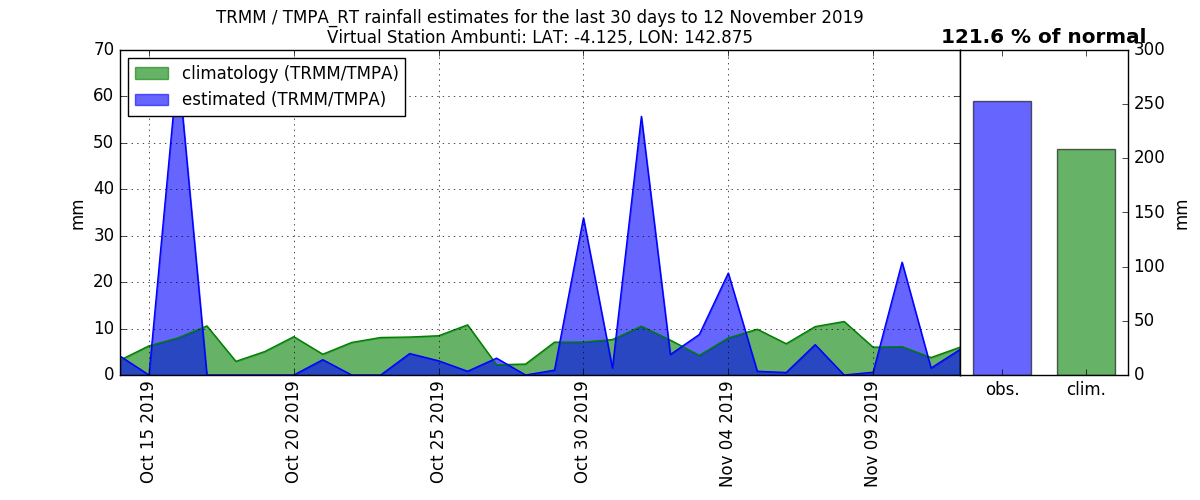 TRMM / TMPA_RT rainfall estimates for the last 30 days to 12 November 2019
Virtual Station Ambunti: LAT: -4.125, LON: 142.875
121.6 % of normal
climatology (TRMM/TMPA)
estimated (TRMM/TMPA)
70
60
50
40
30
20
10
0
mm
Oct 15 2019
Oct 20 2019
Oct 25 2019
Oct 30 2019
Nov 04 2019
Nov 09 2019
obs.
clim.
300
250
200
150
100
50
0
mm